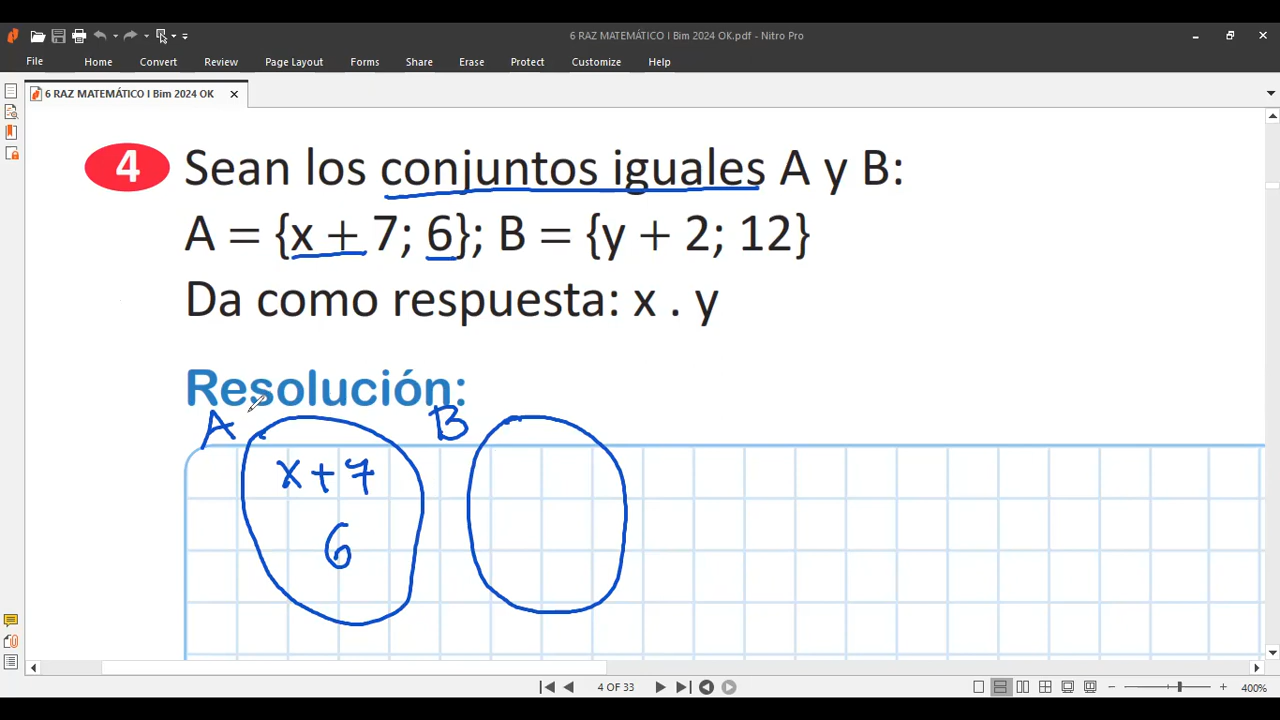 6 RAZ MATEMÁTICO I Bim 2024 OK.pdf - Nitro Pro
File Home Convert Review Page Layout Forms Share Erase Protect Customize Help
6 RAZ MATEMÁTICO I Bim 2024 OK
4 Sean los conjuntos iguales A y B:
A = {x + 7; 6}; B = {y + 2; 12}
Da como respuesta: x . y
Resolución:
A B
x + 7
6
4 OF 33
400%